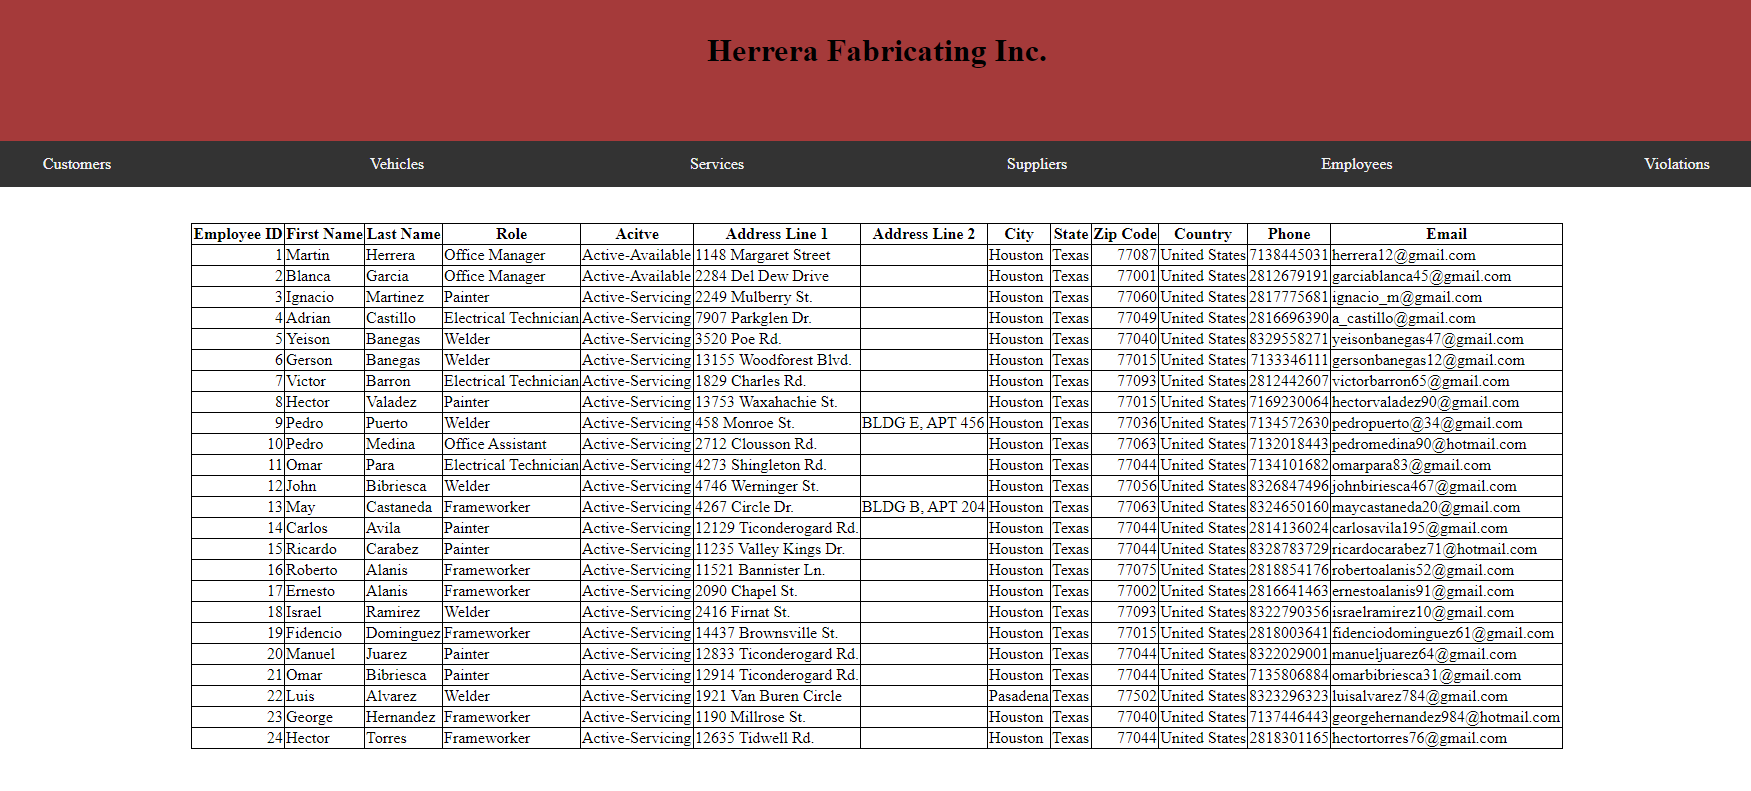 Herrera Fabricating Inc.
Customers Vehicles Services Suppliers Employees Violations
Employee ID First Name Last Name Role Acitve Address Line 1 Address Line 2 City State Zip Code Country Phone Email
1 Martin Herrera Office Manager Active-Available 1148 Margaret Street Houston Texas 77087 United States 7138445031 herrera12@gmail.com
2 Blanca Garcia Office Manager Active-Available 2284 Del Dew Drive Houston Texas 77001 United States 2812679191 garciablanca45@gmail.com
3 Ignacio Martinez Painter Active-Servicing 2249 Mulberry St. Houston Texas 77060 United States 2817775681 ignacio_m@gmail.com
4 Adrian Castillo Electrical Technician Active-Servicing 7907 Parkglen Dr. Houston Texas 77049 United States 2816696390 a_castillo@gmail.com
5 Yeison Banegas Welder Active-Servicing 3520 Poe Rd. Houston Texas 77040 United States 8329558271 yeisonbanegas47@gmail.com
6 Gerson Banegas Welder Active-Servicing 13155 Woodforest Blvd. Houston Texas 77015 United States 7133346111 gersonbanegas12@gmail.com
7 Victor Barron Electrical Technician Active-Servicing 1829 Charles Rd. Houston Texas 77093 United States 2812442607 victorbarron65@gmail.com
8 Hector Valadez Painter Active-Servicing 13753 Waxahachie St. Houston Texas 77015 United States 7169230064 hectorvaladez90@gmail.com
9 Pedro Puerto Welder Active-Servicing 458 Monroe St. BLDG E, APT 456 Houston Texas 77036 United States 7134572630 pedropuerto@34@gmail.com
10 Pedro Medina Office Assistant Active-Servicing 2712 Clousson Rd. Houston Texas 77063 United States 7132018443 pedromedina90@hotmail.com
11 Omar Para Electrical Technician Active-Servicing 4273 Shingleton Rd. Houston Texas 77044 United States 7134101682 omarpara83@gmail.com
12 John Bibriesca Welder Active-Servicing 4746 Werninger St. Houston Texas 77056 United States 8326847496 johnbiriesca467@gmail.com
13 May Castaneda Frameworker Active-Servicing 4267 Circle Dr. BLDG B, APT 204 Houston Texas 77063 United States 8324650160 maycastaneda20@gmail.com
14 Carlos Avila Painter Active-Servicing 12129 Ticonderogard Rd. Houston Texas 77044 United States 2814136024 carlosavila195@gmail.com
15 Ricardo Carabez Painter Active-Servicing 11235 Valley Kings Dr. Houston Texas 77044 United States 8328783729 ricardocarabez71@hotmail.com
16 Roberto Alanis Frameworker Active-Servicing 11521 Bannister Ln. Houston Texas 77075 United States 2818854176 robertoalanis52@gmail.com
17 Ernesto Alanis Frameworker Active-Servicing 2090 Chapel St. Houston Texas 77002 United States 2816641463 ernestoalanis91@gmail.com
18 Israel Ramirez Welder Active-Servicing 2416 Firnat St. Houston Texas 77093 United States 8322790356 israelramirez10@gmail.com
19 Fidencio Dominguez Frameworker Active-Servicing 14437 Brownsville St. Houston Texas 77015 United States 2818003641 fidenciodominguez61@gmail.com
20 Manuel Juarez Painter Active-Servicing 12833 Ticonderogard Rd. Houston Texas 77044 United States 8322029001 manueljuarez64@gmail.com
21 Omar Bibriesca Painter Active-Servicing 12914 Ticonderogard Rd. Houston Texas 77044 United States 7135806884 omarbibriesca31@gmail.com
22 Luis Alvarez Welder Active-Servicing 1921 Van Buren Circle Pasadena Texas 77502 United States 8323296323 luisalvarez784@gmail.com
23 George Hernandez Frameworker Active-Servicing 1190 Millrose St. Houston Texas 77040 United States 7137446443 georgehernandez984@hotmail.com
24 Hector Torres Frameworker Active-Servicing 12635 Tidwell Rd. Houston Texas 77044 United States 2818301165 hectortorres76@gmail.com